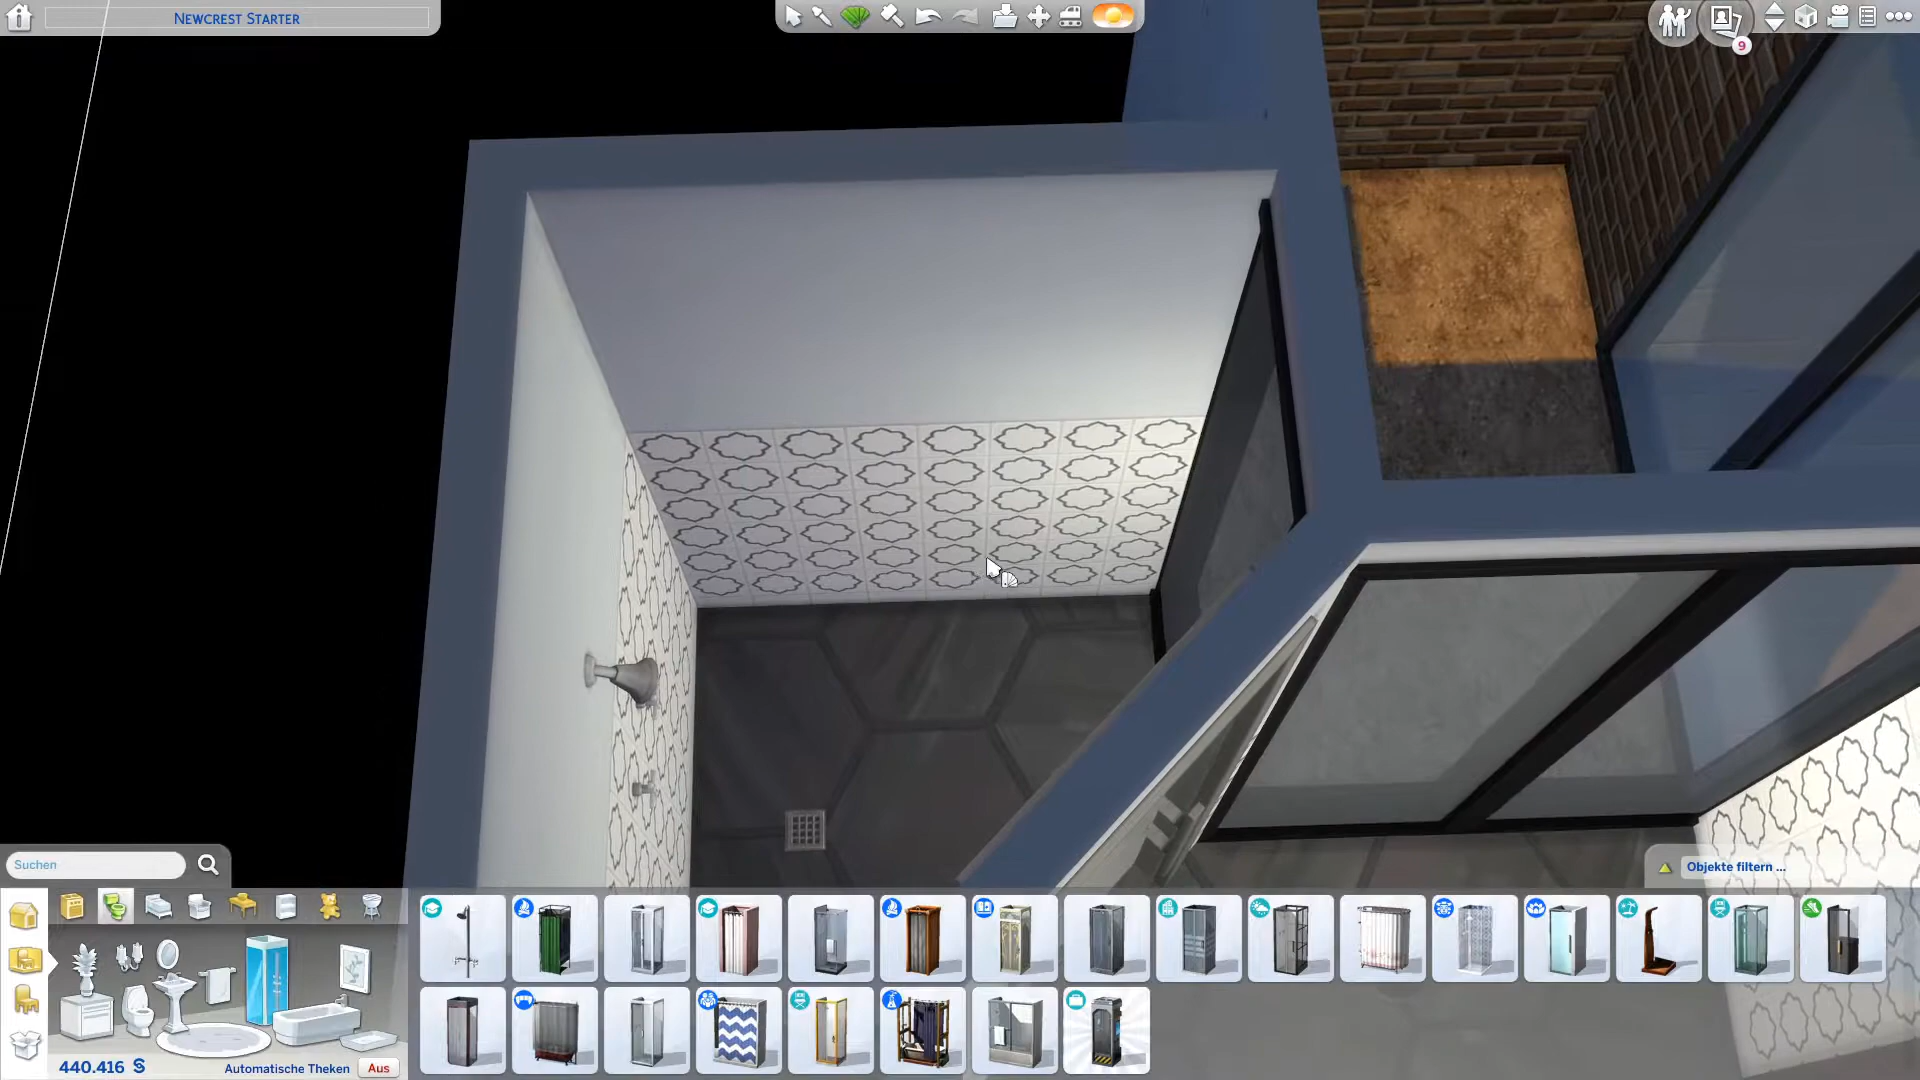 Newcrest Starter
9
Suchen
Objekte filtern ...
440.416 S
Automatische Theken
Aus